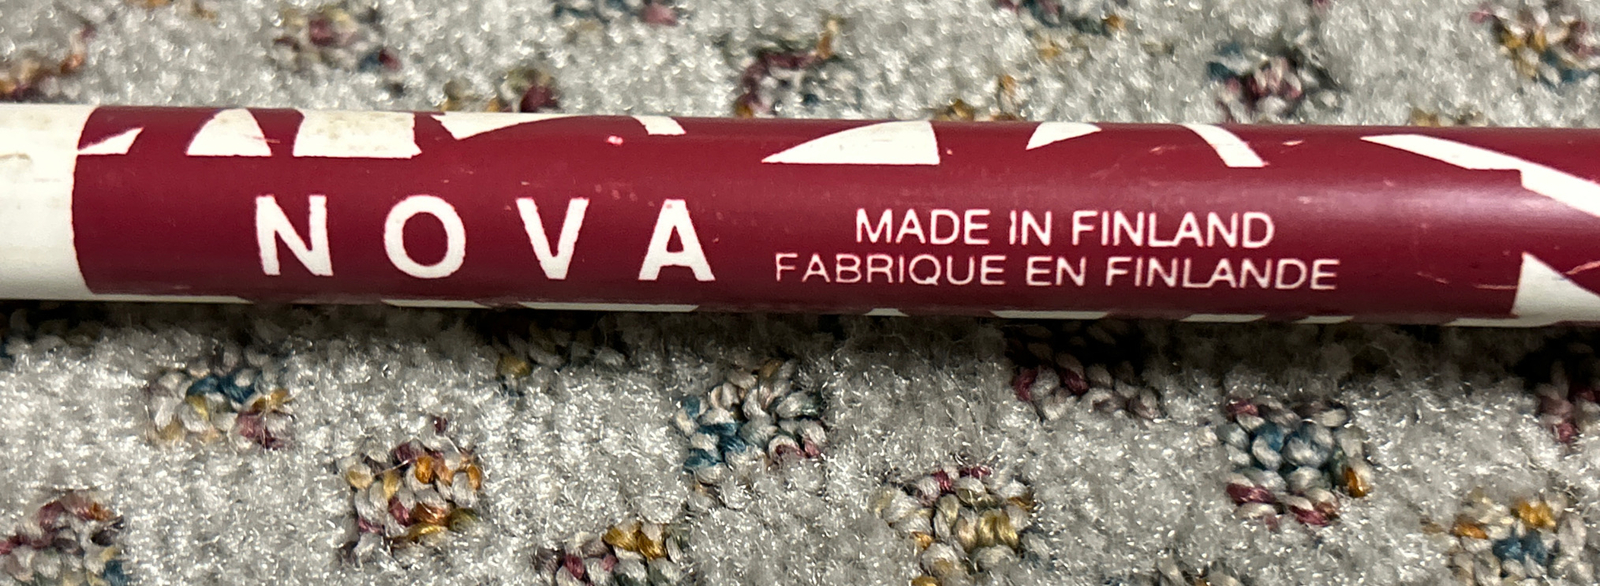 NOVA
MADE IN FINLAND
FABRIQUE EN FINLANDE